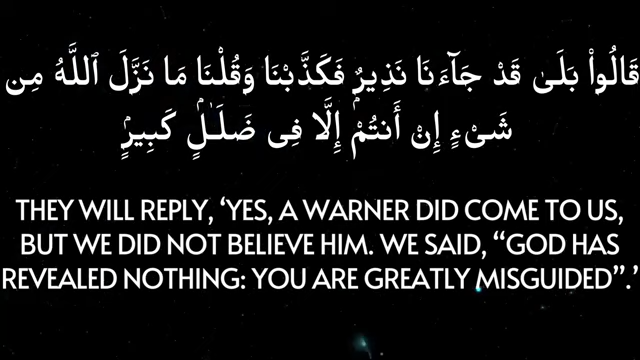 قَالُوا۟ بَلَىٰ قَدْ جَآءَنَا نَذِيرٌ فَكَذَّبْنَا وَقُلْنَا مَا نَزَّلَ ٱللَّهُ مِن
شَىْءٍ إِنْ أَنتُمْ إِلَّا فِى ضَلَـٰلٍ كَبِيرٍ
THEY WILL REPLY, ‘YES, A WARNER DID COME TO US,
BUT WE DID NOT BELIEVE HIM. WE SAID, “GOD HAS
REVEALED NOTHING: YOU ARE GREATLY MISGUIDED”.’